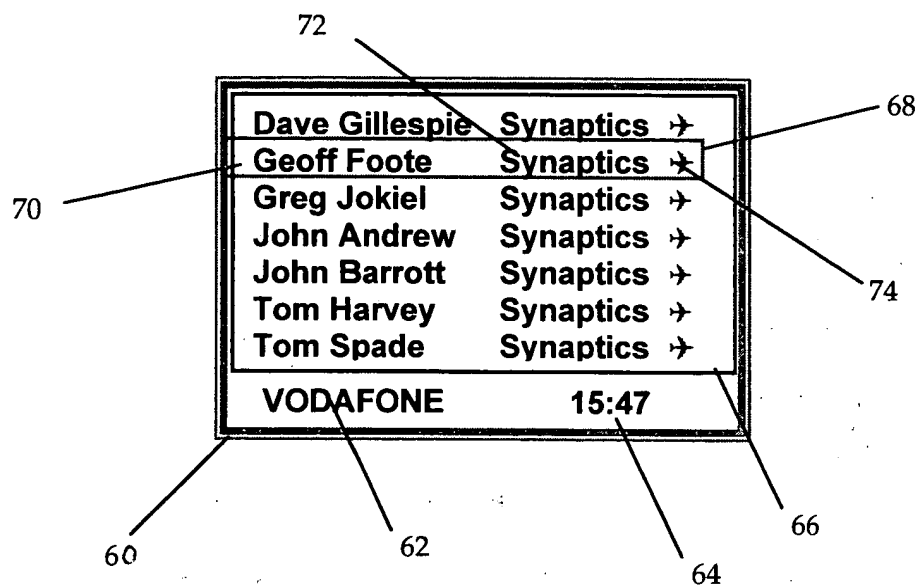 72
Dave Gillespie Synaptics ✈
68
Geoff Foote Synaptics ✈
70
Greg Jokiel Synaptics ✈
John Andrew Synaptics ✈
John Barrott Synaptics ✈
74
Tom Harvey Synaptics ✈
Tom Spade Synaptics ✈
VODAFONE 15:47
66
60
62
64